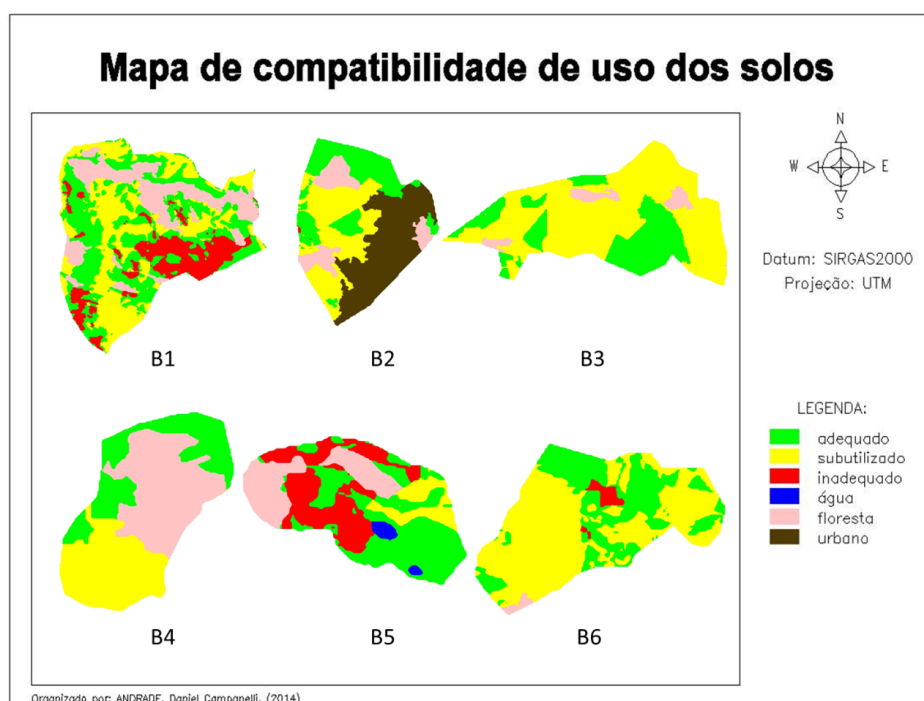 Mapa de compatibilidade de uso dos solos
N
W E
S
Datum: SIRGAS2000
Projeção: UTM
B1 B2 B3
LEGENDA:
adequado
subutilizado
inadequado
água
floresta
urbano
B4 B5 B6
Organizado por: ANDRADE, Daniel Campanelli, (2014)